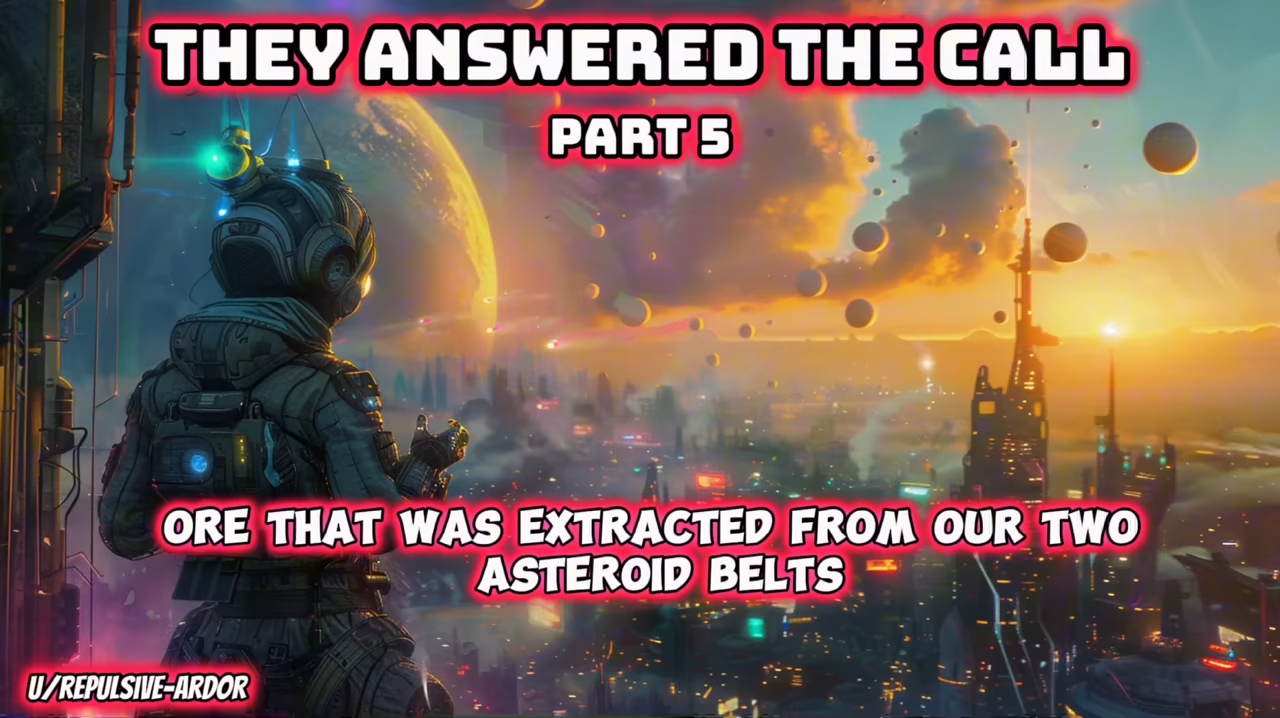 THEY ANSWERED THE CALL
PART 5
ORE THAT WAS EXTRACTED FROM OUR TWO
ASTEROID BELTS
U/REPULSIVE-ARDOR